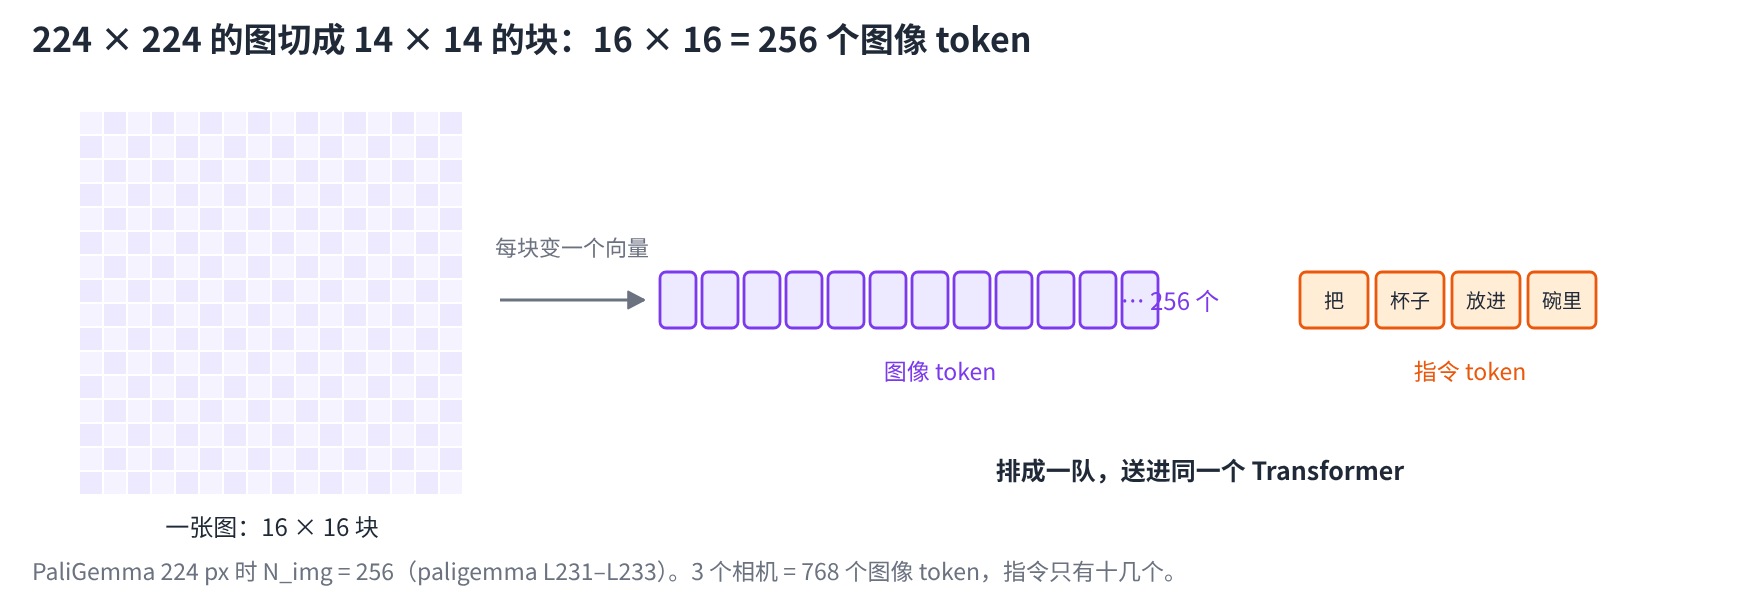 224 × 224 的图切成 14 × 14 的块：16 × 16 = 256 个图像 token
每块变一个向量
… 256 个
把 杯子 放进 碗里
图像 token
指令 token
排成一队，送进同一个 Transformer
一张图：16 × 16 块
PaliGemma 224 px 时 N_img = 256（paligemma L231–L233）。3 个相机 = 768 个图像 token，指令只有十几个。